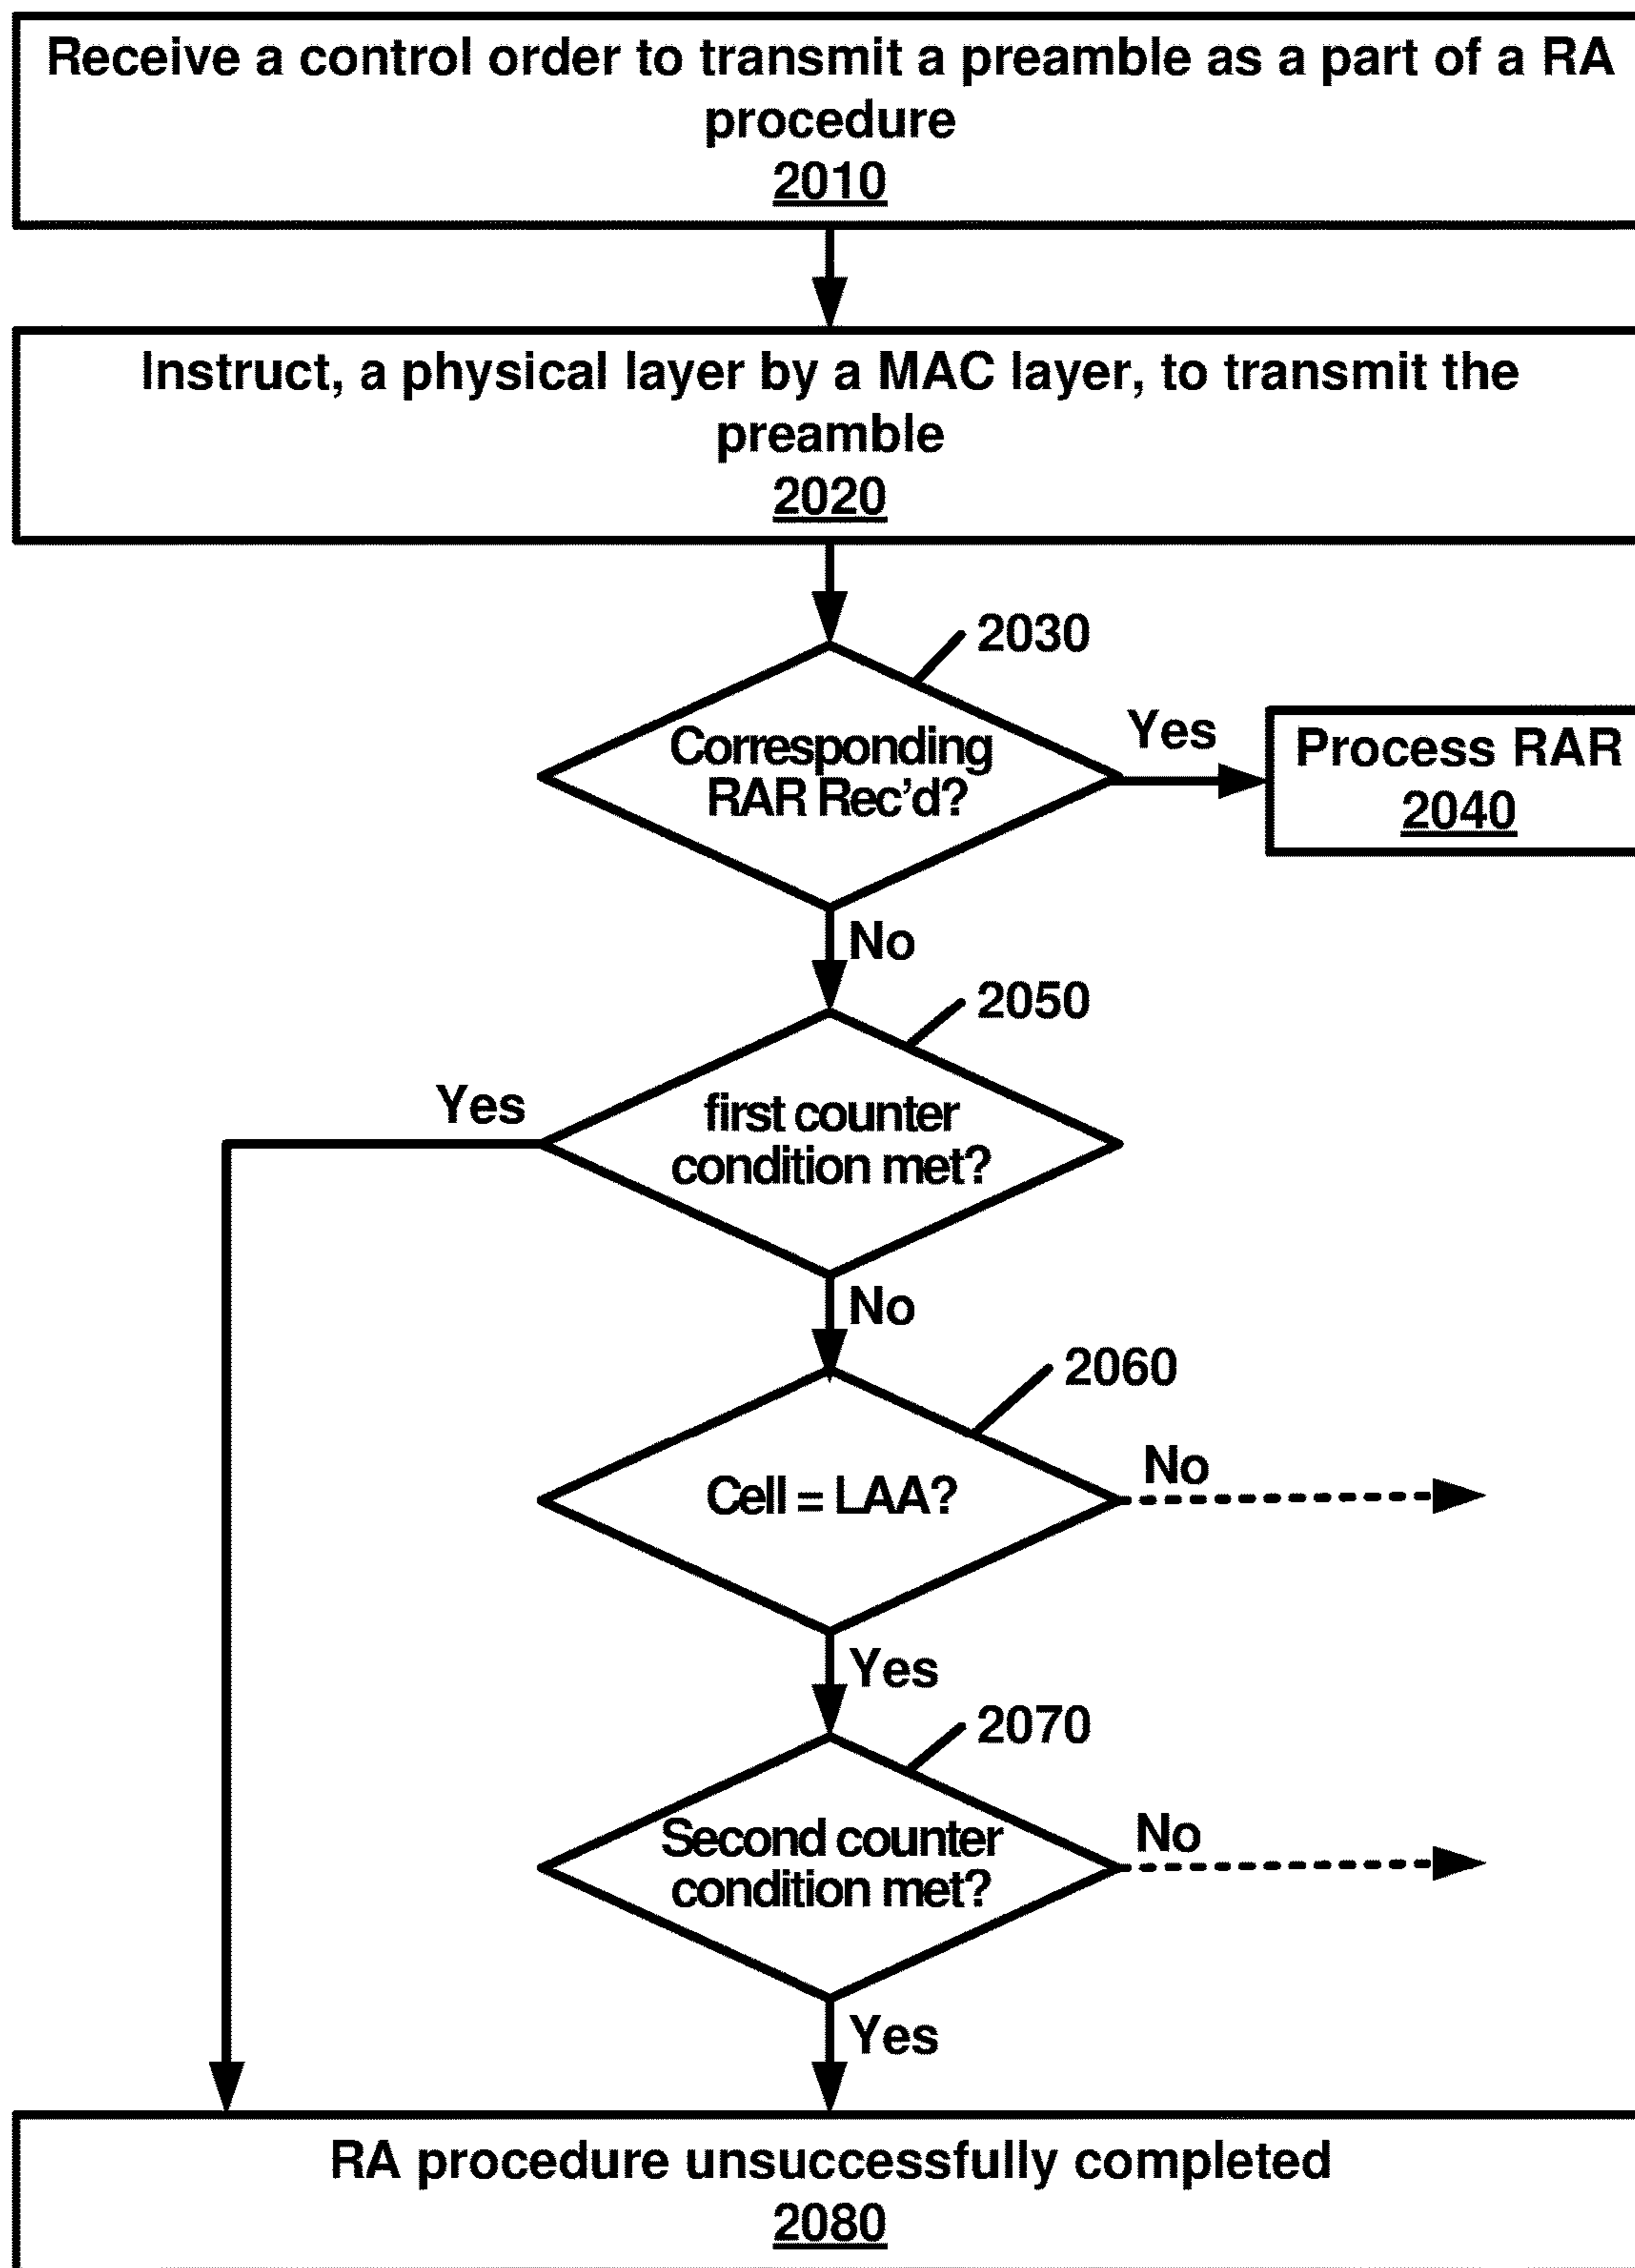 Receive a control order to transmit a preamble as a part of a RA
procedure
2010
Instruct, a physical layer by a MAC layer, to transmit the
preamble
2020
2030
Corresponding
RAR Rec'd?
Yes
Process RAR
2040
No
2050
Yes
first counter
condition met?
No
2060
Cell = LAA?
No
Yes
2070
Second counter
condition met?
No
Yes
RA procedure unsuccessfully completed
2080